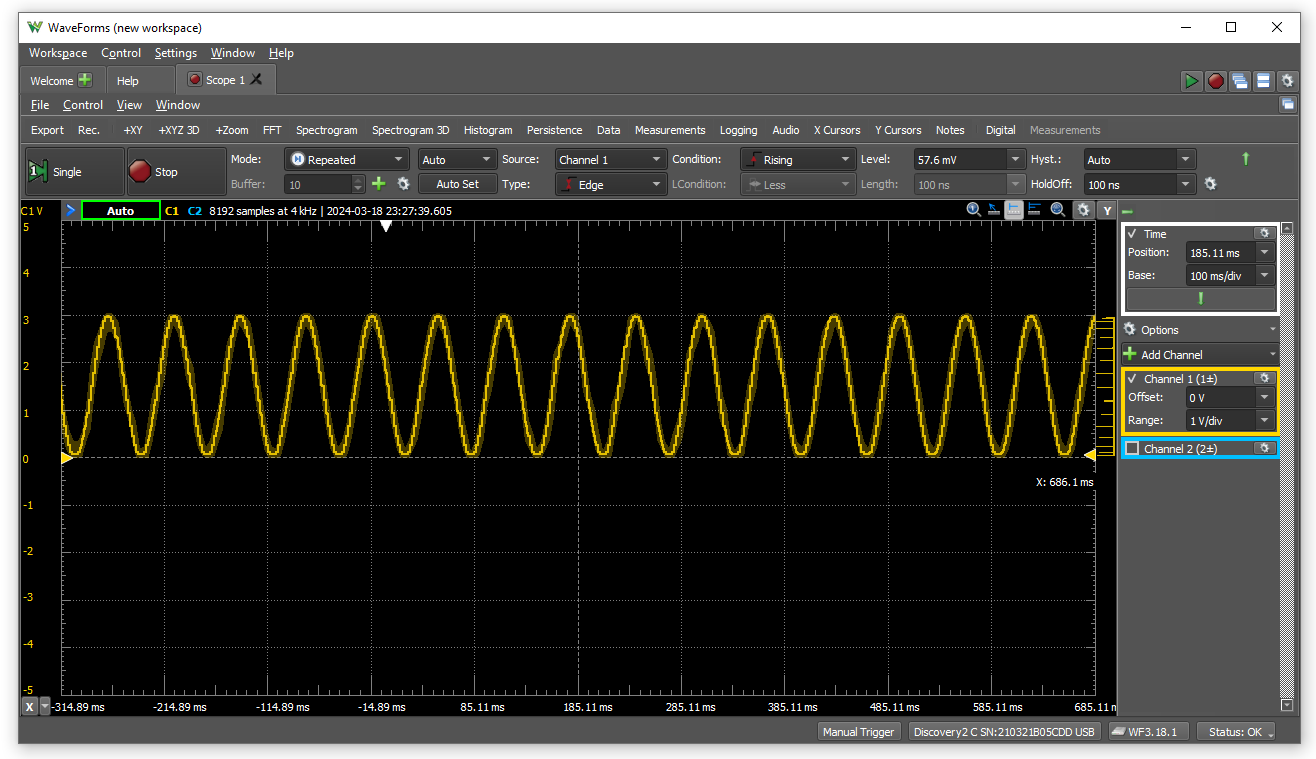 WaveForms (new workspace)
Workspace Control Settings Window Help
Welcome Help Scope 1
File Control View Window
Export Rec. +XY +XYZ 3D +Zoom FFT Spectrogram Spectrogram 3D Histogram Persistence Data Measurements Logging Audio X Cursors Y Cursors Notes Digital Measurements
1 Single Stop Mode: Repeated Auto Source: Channel 1 Condition: Rising Level: 57.6 mV Hyst.: Auto
Buffer: 10 Auto Set Type: Edge LCondition: Less Length: 100 ns HoldOff: 100 ns
C1 V Auto C1 C2 8192 samples at 4 kHz | 2024-03-18 23:27:39.605 Y
5
4
3
2
1
0
-1
-2
-3
-4
-5
X: 686.1 ms
X -314.89 ms -214.89 ms -114.89 ms -14.89 ms 85.11 ms 185.11 ms 285.11 ms 385.11 ms 485.11 ms 585.11 ms 685.11
Time
Position: 185.11 ms
Base: 100 ms/div
Options
Add Channel
Channel 1 (1±)
Offset: 0 V
Range: 1 V/div
Channel 2 (2±)
Manual Trigger Discovery2 C SN:210321B05CDD USB WF3.18.1 Status: OK